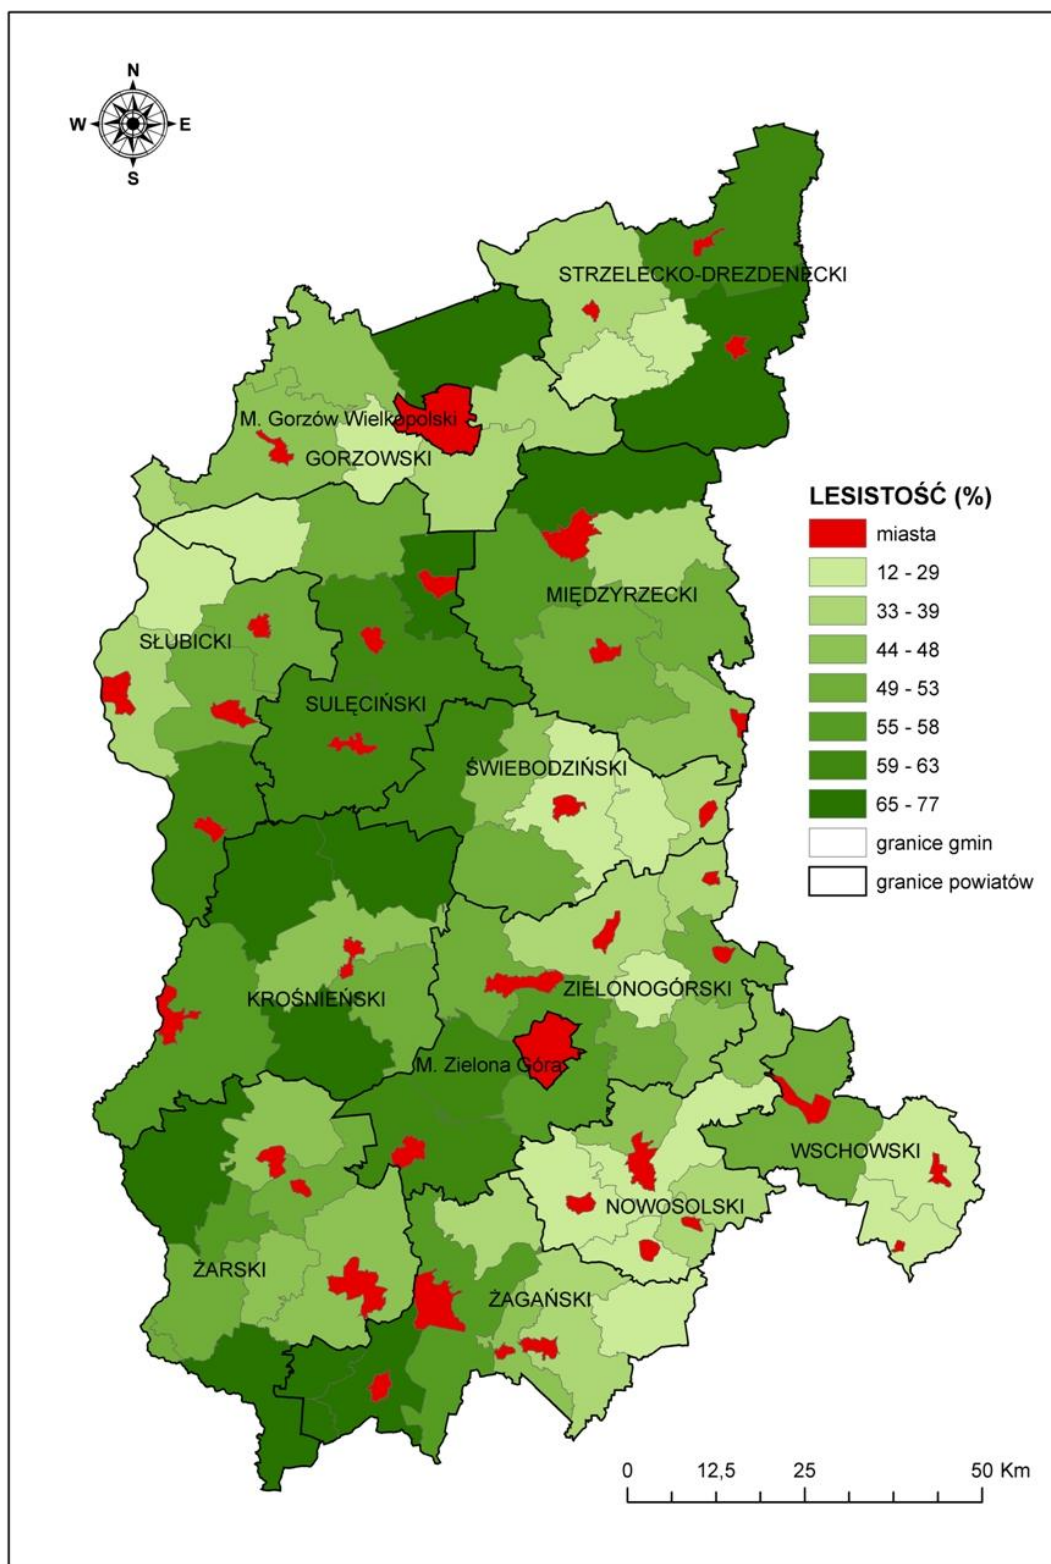 N
W E
S
STRZELECKO-DREZDENECKI
M. Gorzów Wielkopolski
GORZOWSKI
LESISTOŚĆ (%)
miasta
12 - 29
33 - 39
44 - 48
49 - 53
55 - 58
59 - 63
65 - 77
granice gmin
granice powiatów
MIĘDZYRZECKI
SŁUBICKI
SULĘCIŃSKI
ŚWIEBODZIŃSKI
ZIELONOGÓRSKI
KROŚNIEŃSKI
M. Zielona Góra
WSCHOWSKI
NOWOSOLSKI
ŻARSKI
ŻAGAŃSKI
0 12,5 25 50 Km